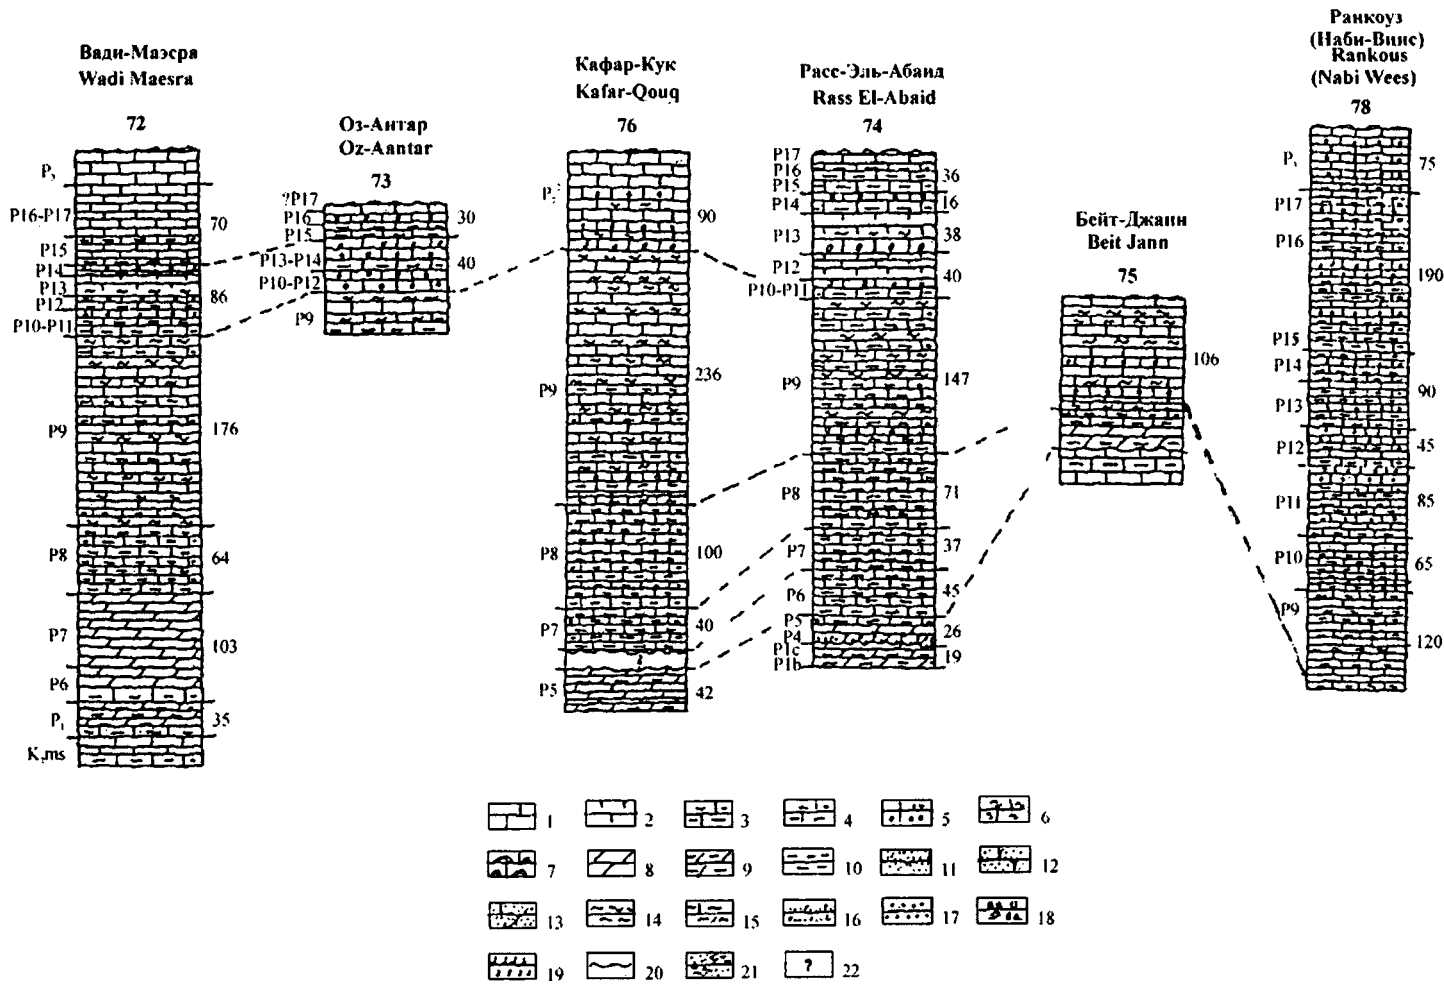 Вади-Маэсра
Wadi Maesra
72
P16-P17
P15
P14
P13
P12
P10-P11
P9
P8
P7
P6
P₁
K₂ms
70
86
176
64
103
35
Оз-Антар
Oz-Aantar
73
?P17
P16
P15
P13-P14
P10-P12
P9
30
40
Кафар-Кук
Kafar-Qouq
76
P9
P8
P7
P5
90
236
100
40
?
42
Расс-Эль-Абаид
Rass El-Abaid
74
P17
P16
P15
P14
P13
P12
P10-P11
P9
P8
P7
P6
P5
P4
P1c
P1b
36
16
38
40
147
71
37
45
26
19
Бейт-Джанн
Beit Jann
75
106
Ранкоуз
(Наби-Виис)
Rankous
(Nabi Wees)
78
P17
P16
P15
P14
P13
P12
P11
P10
P9
75
190
90
45
85
65
120
1 2 3 4 5 6
7 8 9 10 11 12
13 14 15 16 17 18
19 20 21 ? 22